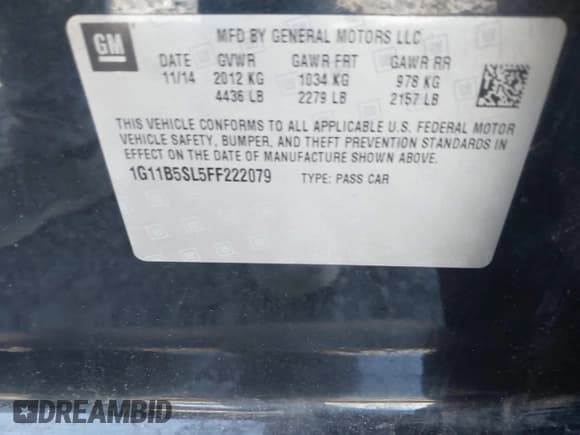 GM
MFD BY GENERAL MOTORS LLC
DATE GVWR GAWR FRT GAWR RR
11/14 2012 KG 1034 KG 978 KG
4436 LB 2279 LB 2157 LB
THIS VEHICLE CONFORMS TO ALL APPLICABLE U.S. FEDERAL MOTOR
VEHICLE SAFETY, BUMPER, AND THEFT PREVENTION STANDARDS IN
EFFECT ON THE DATE OF MANUFACTURE SHOWN ABOVE.
1G11B5SL5FF222079 TYPE: PASS CAR
DREAMBID